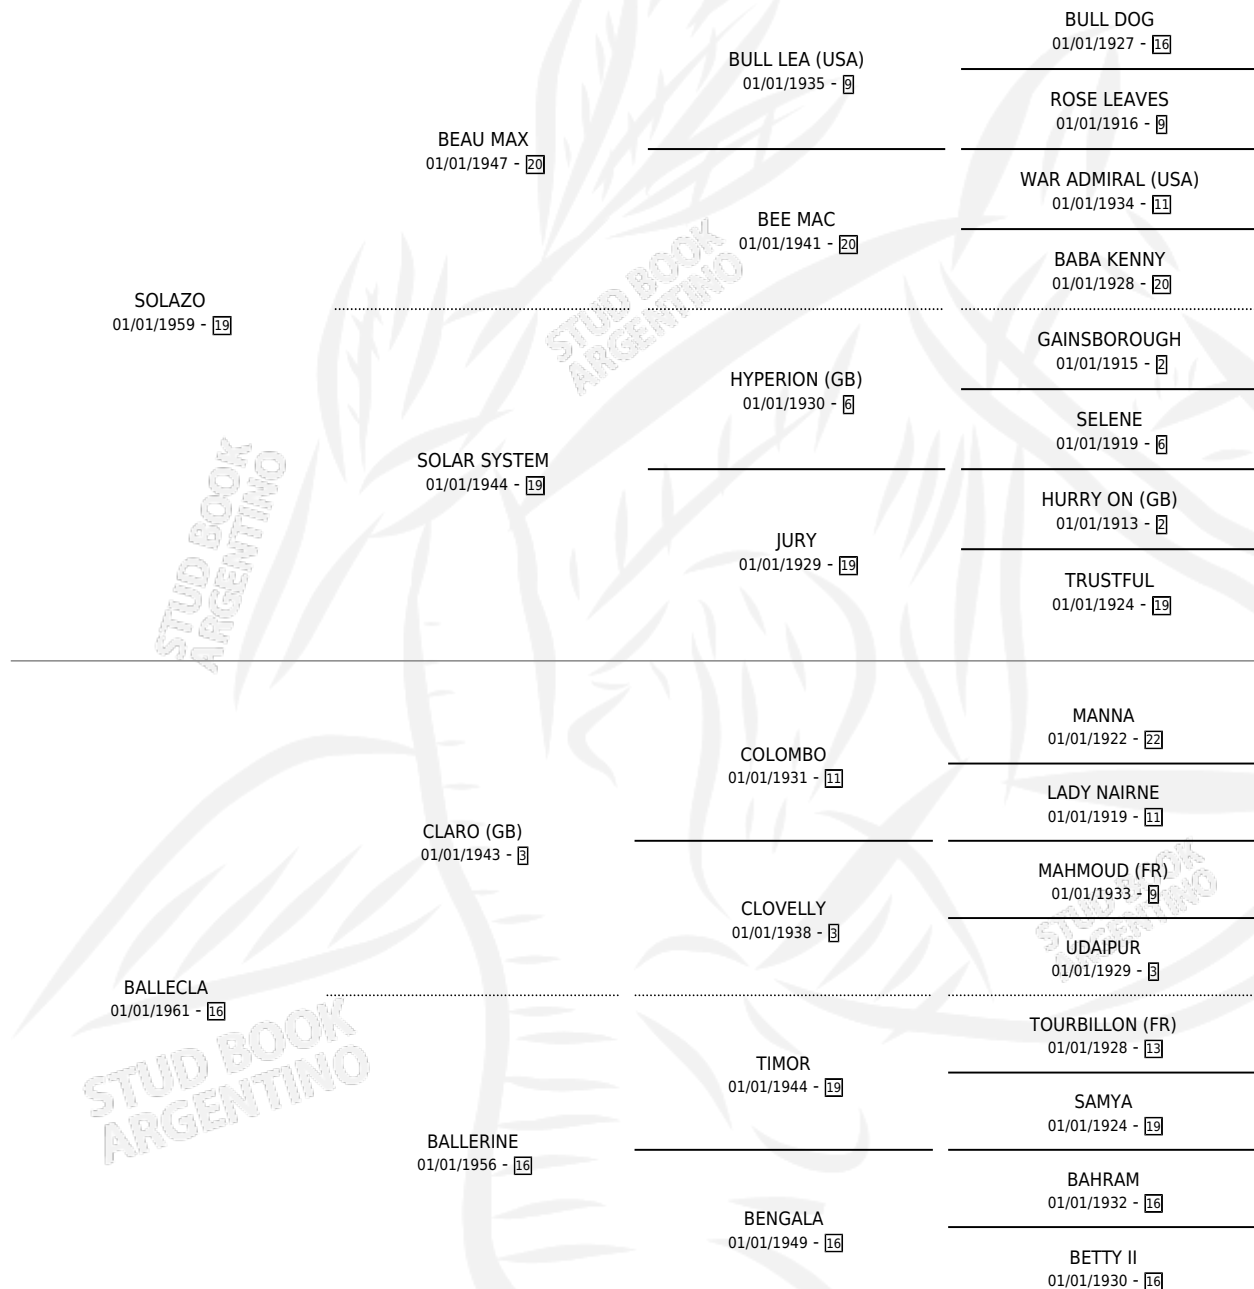 BULL DOG
01/01/1927 - 16
BULL LEA (USA)
01/01/1935 - 9
ROSE LEAVES
01/01/1916 - 9
BEAU MAX
01/01/1947 - 20
WAR ADMIRAL (USA)
01/01/1934 - 11
BEE MAC
01/01/1941 - 20
BABA KENNY
01/01/1928 - 20
SOLAZO
01/01/1959 - 19
GAINSBOROUGH
01/01/1915 - 2
HYPERION (GB)
01/01/1930 - 6
SELENE
01/01/1919 - 6
SOLAR SYSTEM
01/01/1944 - 19
HURRY ON (GB)
01/01/1913 - 2
JURY
01/01/1929 - 19
TRUSTFUL
01/01/1924 - 19
MANNA
01/01/1922 - 22
COLOMBO
01/01/1931 - 11
LADY NAIRNE
01/01/1919 - 11
CLARO (GB)
01/01/1943 - 3
MAHMOUD (FR)
01/01/1933 - 9
CLOVELLY
01/01/1938 - 3
UDAIPUR
01/01/1929 - 3
BALLECLA
01/01/1961 - 16
TOURBILLON (FR)
01/01/1928 - 13
TIMOR
01/01/1944 - 19
SAMYA
01/01/1924 - 19
BALLERINE
01/01/1956 - 16
BAHRAM
01/01/1932 - 16
BENGALA
01/01/1949 - 16
BETTY II
01/01/1930 - 16
STUD BOOK
ARGENTINO
STUD BOOK
ARGENTINO
STUD BOOK
ARGENTINO
STUD BOOK
ARGENTINO